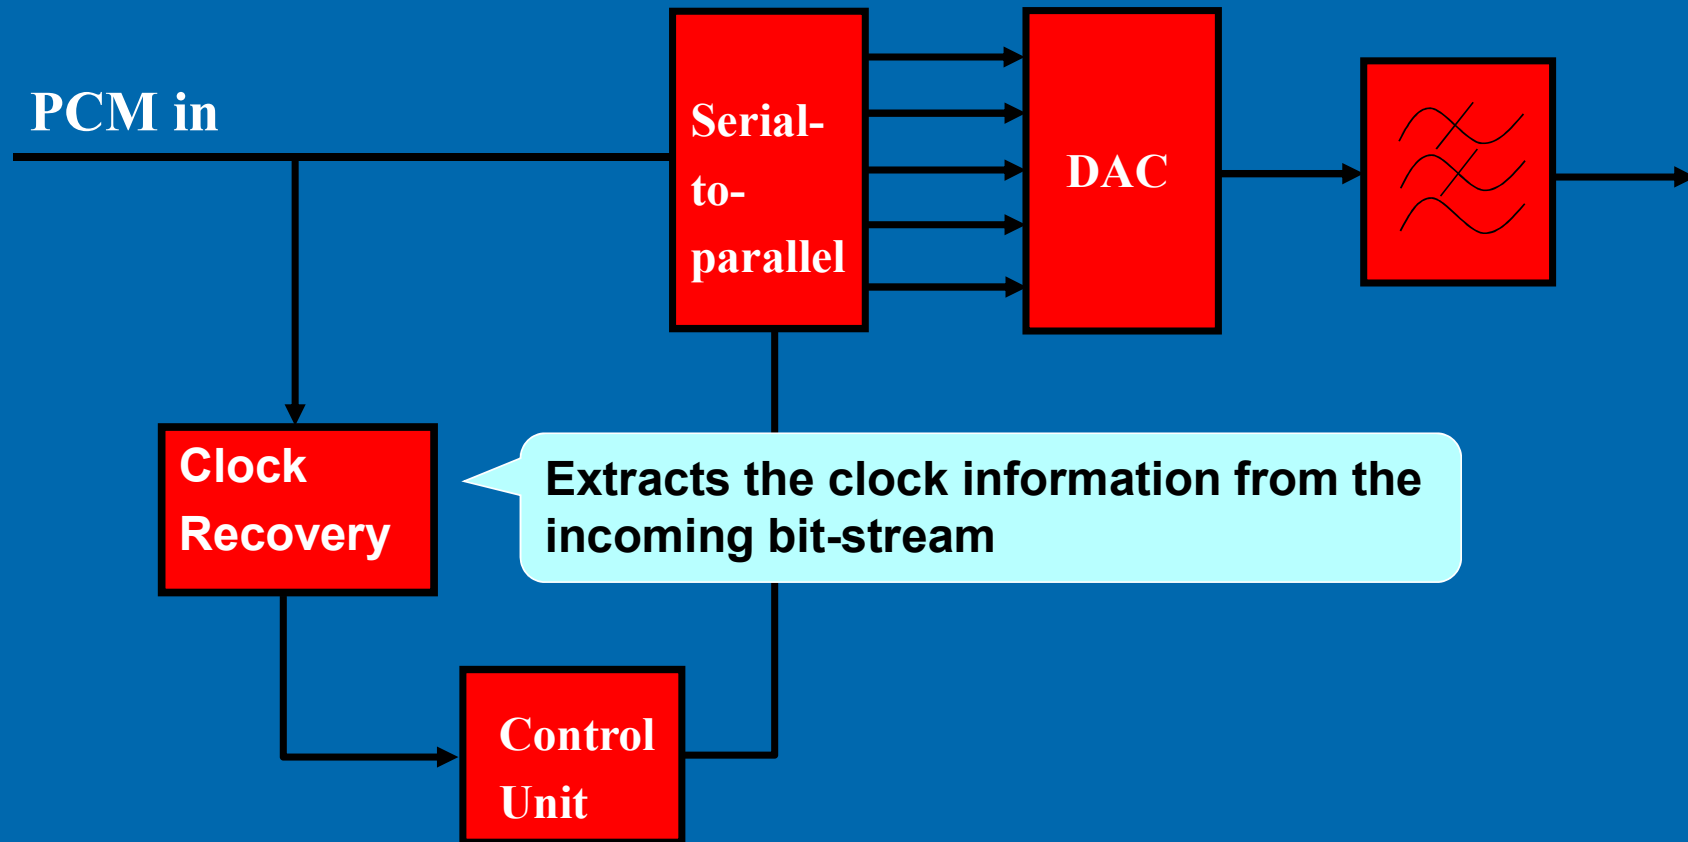 PCM in
Serial-
to-
parallel
DAC
Clock
Recovery
Extracts the clock information from the
incoming bit-stream
Control
Unit